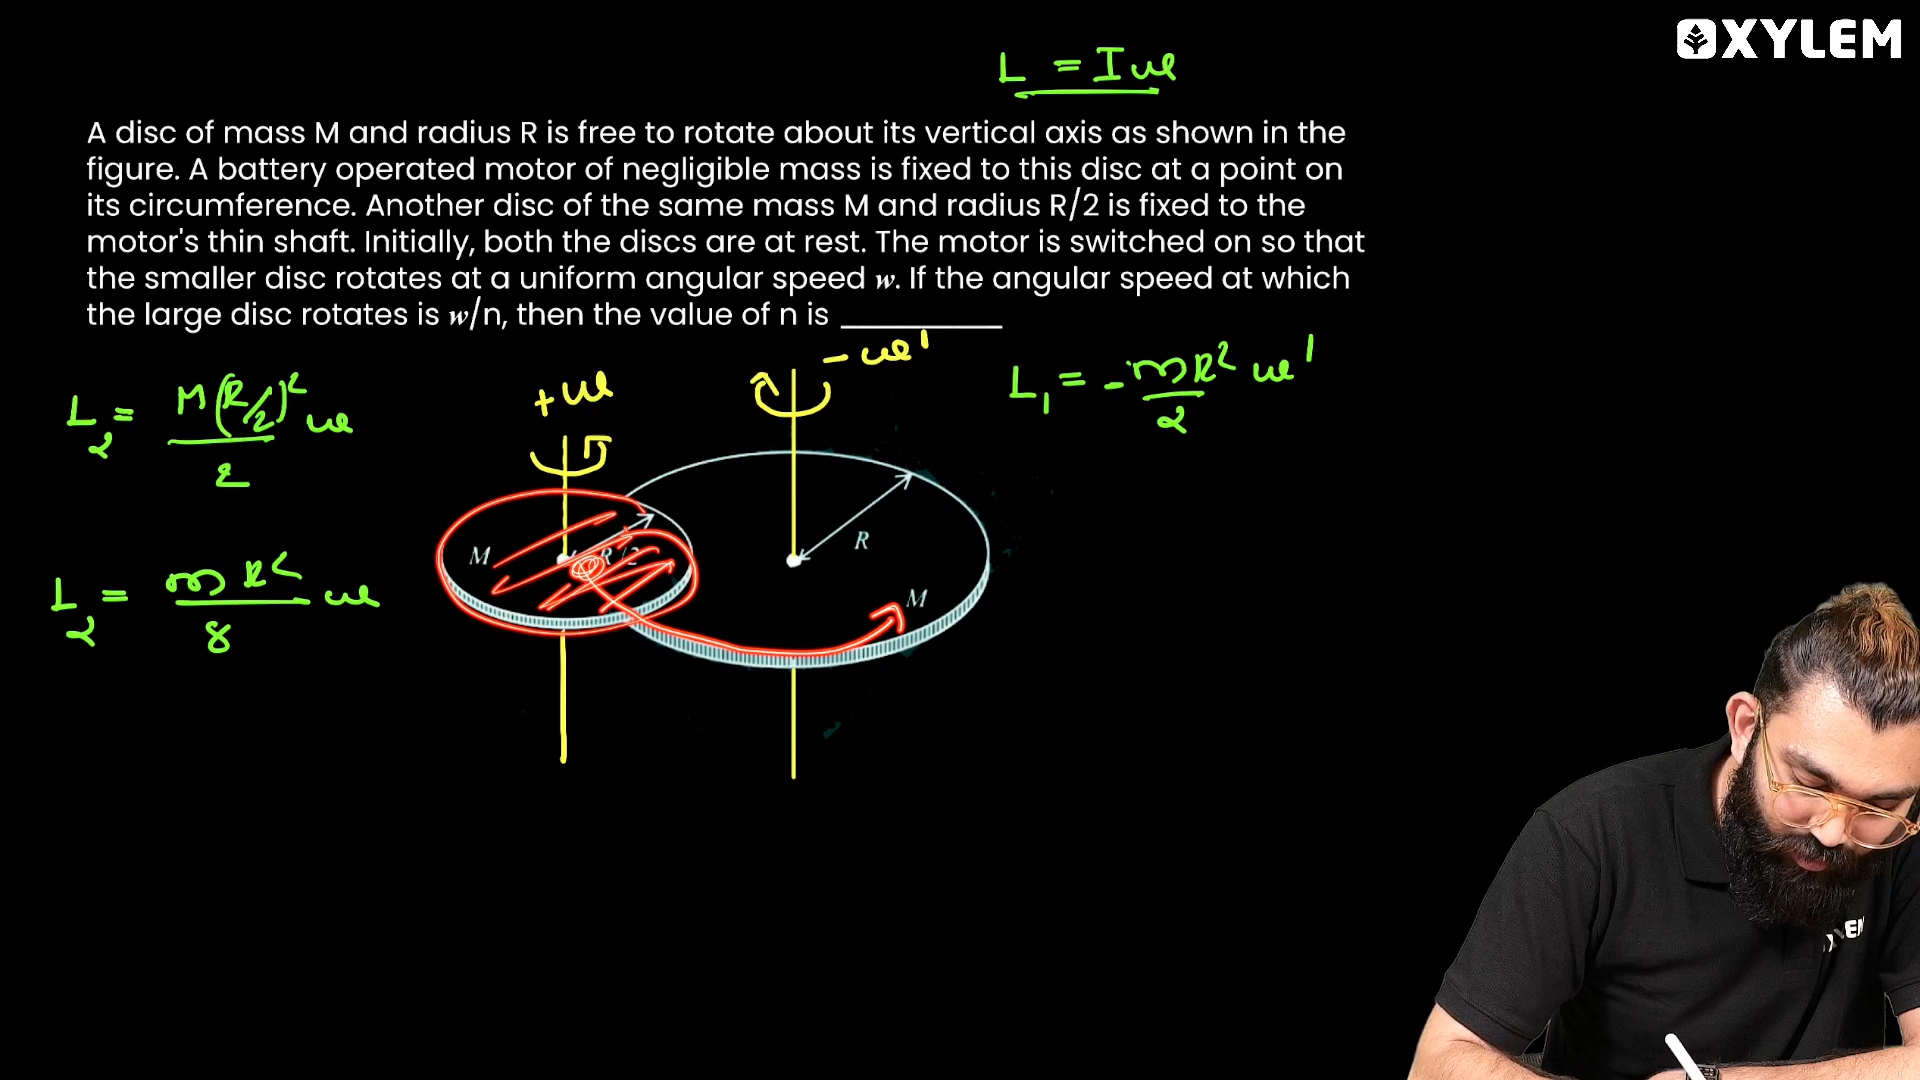 XYLEM
L = Iω
A disc of mass M and radius R is free to rotate about its vertical axis as shown in the
figure. A battery operated motor of negligible mass is fixed to this disc at a point on
its circumference. Another disc of the same mass M and radius R/2 is fixed to the
motor's thin shaft. Initially, both the discs are at rest. The motor is switched on so that
the smaller disc rotates at a uniform angular speed w. If the angular speed at which
the large disc rotates is w/n, then the value of n is __________
+ω
-ω'
L₁ = -mR²/2 ω'
L₂ = M(R/2)²/2 ω
R
M
R/2
M
L₂ = mR²/8 ω